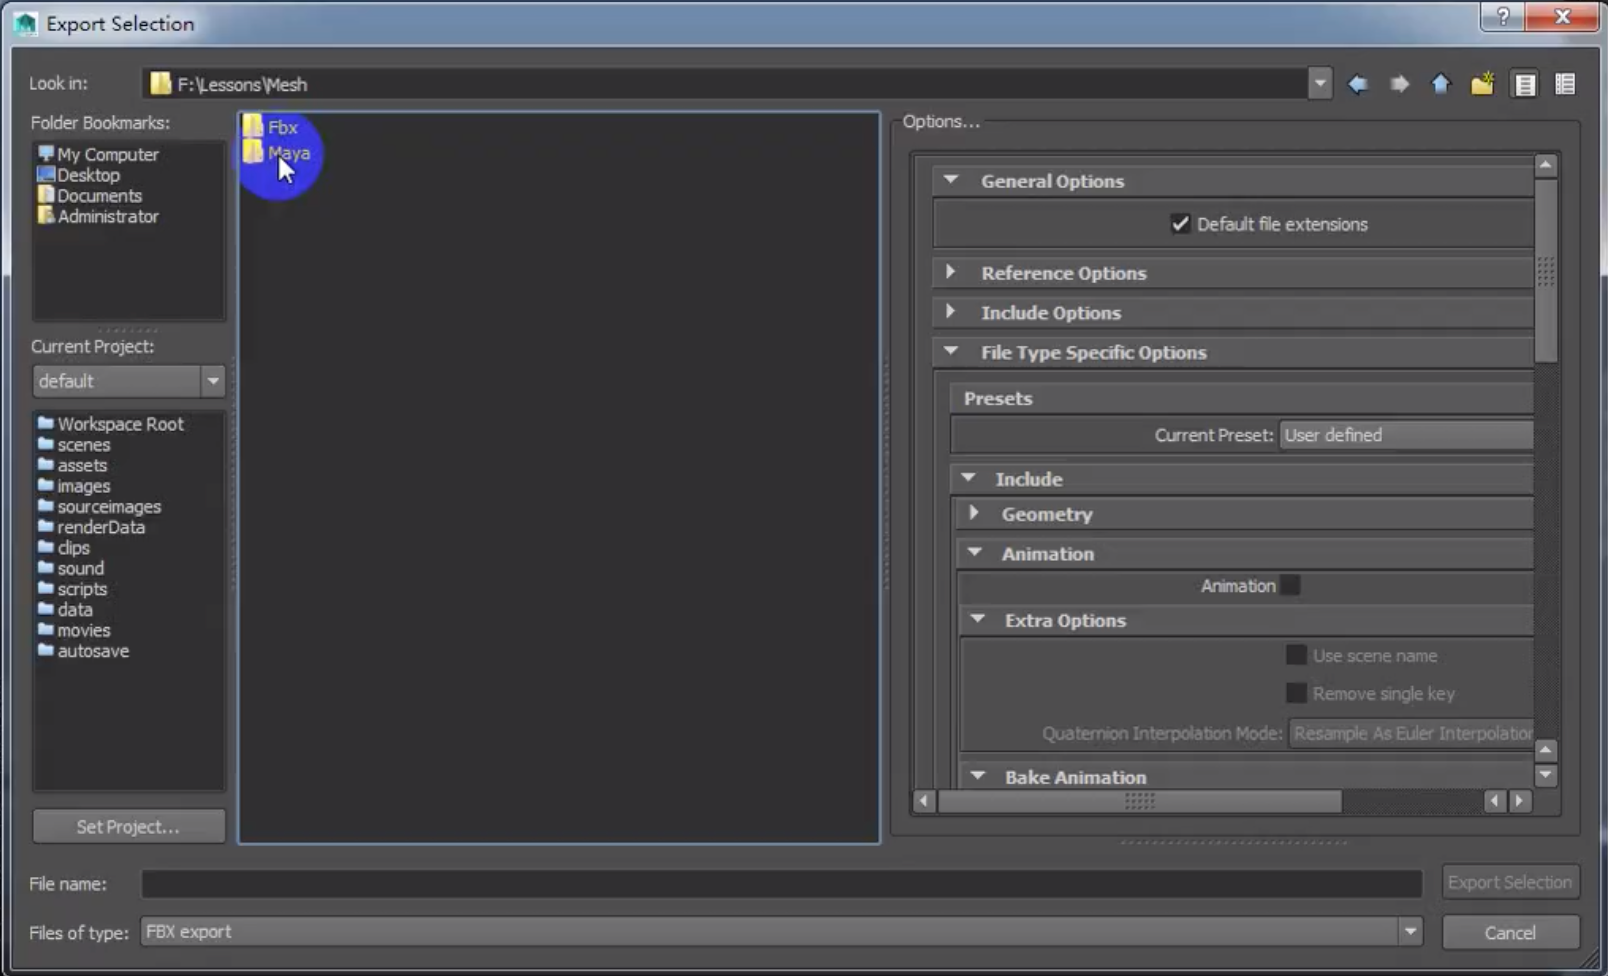 Export Selection
Look in:
F:\Lessons\Mesh
Folder Bookmarks:
My Computer
Desktop
Documents
Administrator
Current Project:
default
Workspace Root
scenes
assets
images
sourceimages
renderData
clips
sound
scripts
data
movies
autosave
Set Project...
Fbx
Maya
Options...
General Options
Default file extensions
Reference Options
Include Options
File Type Specific Options
Presets
Current Preset: User defined
Include
Geometry
Animation
Animation
Extra Options
Use scene name
Remove single key
Quaternion Interpolation Mode: Resample As Euler Interpolation
Bake Animation
File name:
Export Selection
Files of type: FBX export
Cancel